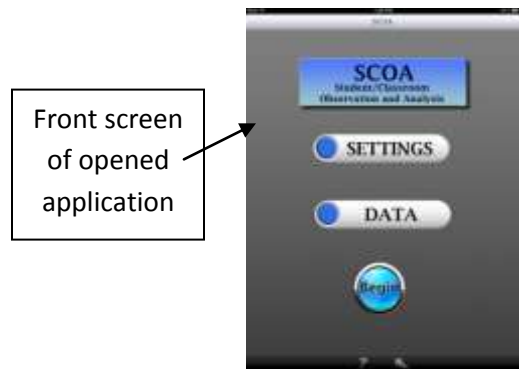 Front screen
of opened
application
SCOA
SCOA
Student/Classroom
Observation and Analysis
SETTINGS
DATA
Begin
?